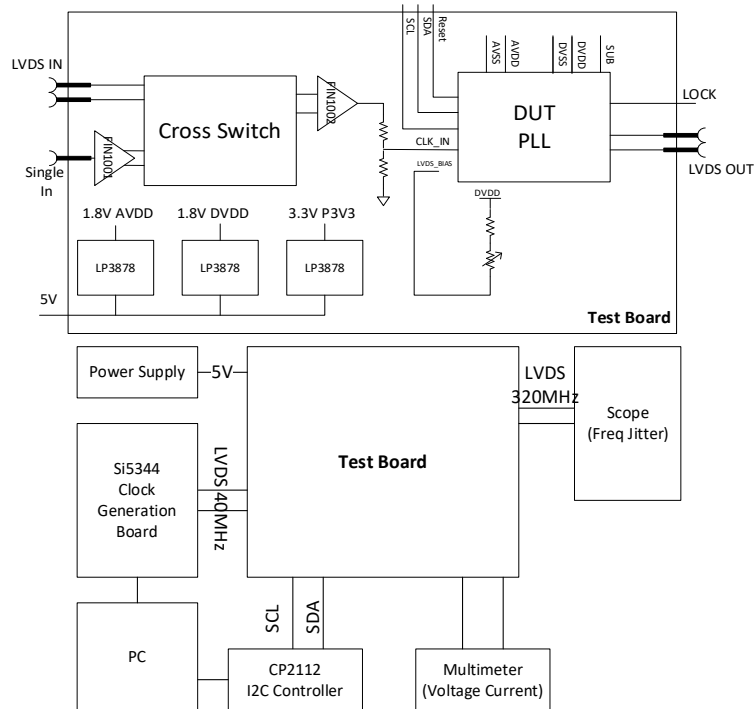 SCL
SDA
Reset
AVSS
AVDD
DVSS
DVDD
SUB
LVDS IN
FIN1002
Cross Switch
DUT
PLL
LOCK
CLK_IN
FIN1001
LVDS_BIAS
LVDS OUT
Single
In
DVDD
1.8V AVDD
1.8V DVDD
3.3V P3V3
LP3878
LP3878
LP3878
5V
Test Board
Power Supply
5V
LVDS
320MHz
Scope
(Freq Jitter)
Test Board
Si5344
Clock
Generation
Board
LVDS 40MHz
SCL
SDA
PC
CP2112
I2C Controller
Multimeter
(Voltage Current)